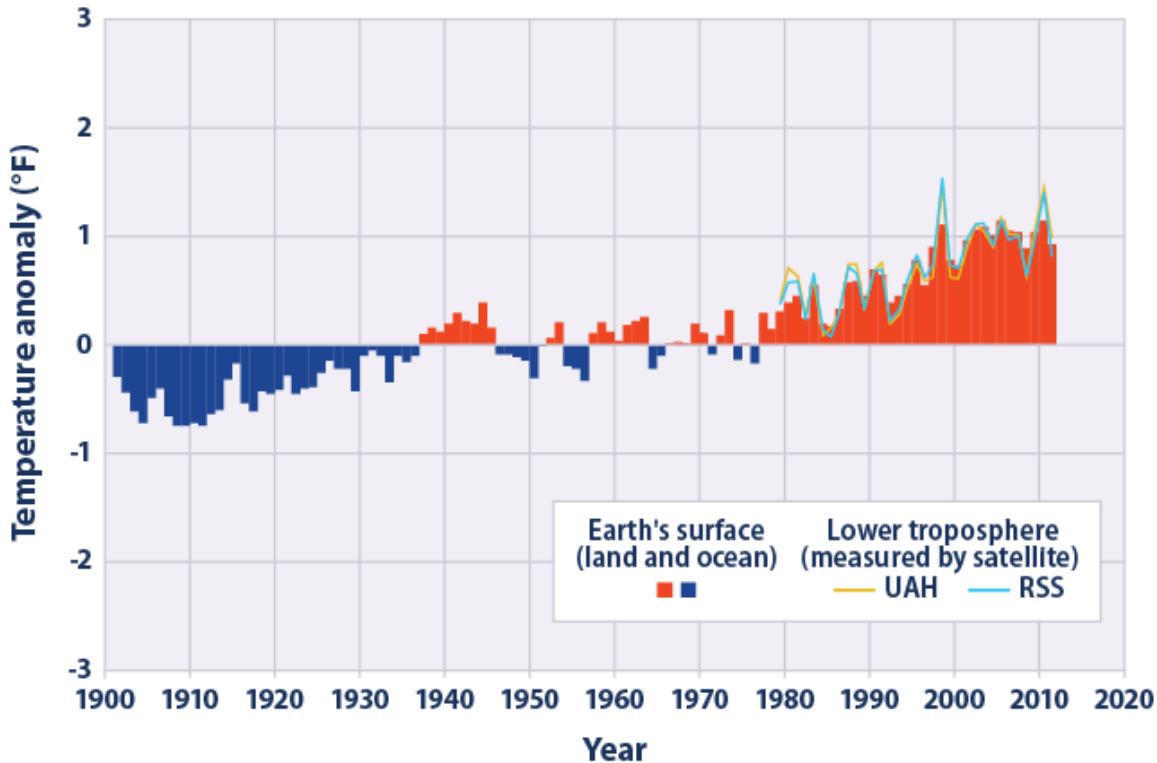 Temperature anomaly (°F)
3
2
1
0
-1
-2
-3
Earth's surface
(land and ocean)
Lower troposphere
(measured by satellite)
UAH RSS
1900 1910 1920 1930 1940 1950 1960 1970 1980 1990 2000 2010 2020
Year